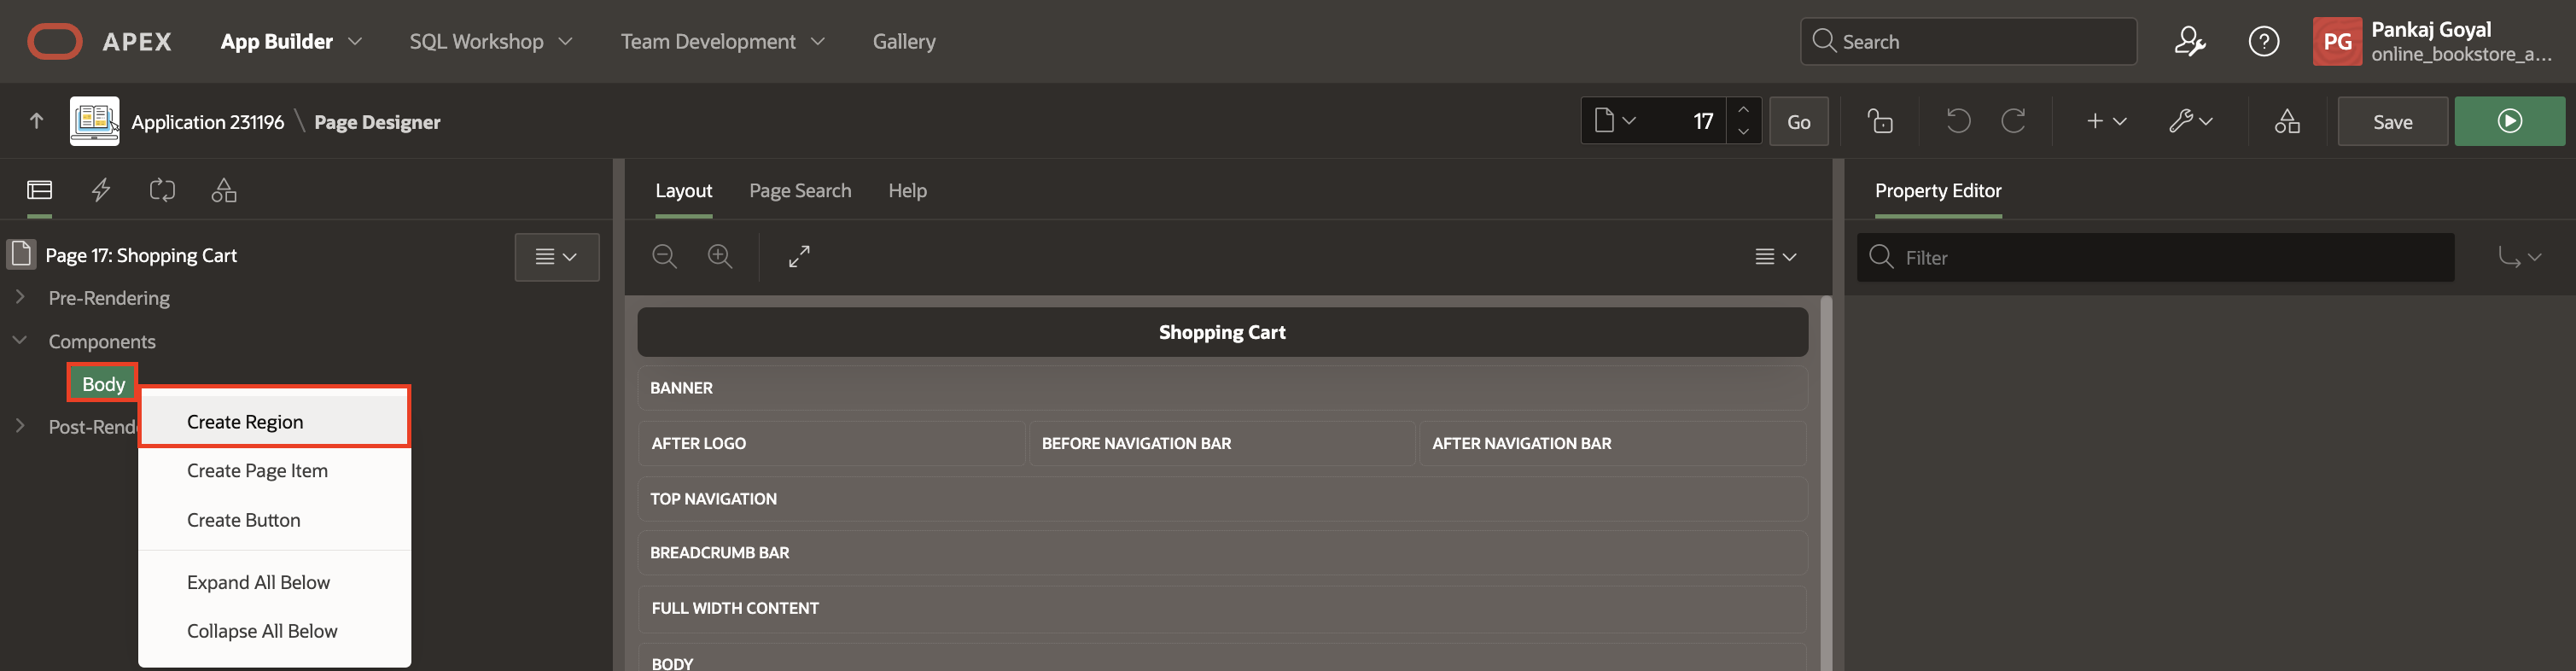 APEX App Builder SQL Workshop Team Development Gallery Search PG Pankaj Goyal
online_bookstore_a...
Application 231196 \ Page Designer 17 Go Save
Layout Page Search Help Property Editor
Page 17: Shopping Cart
Filter
Pre-Rendering
Components
Body
Post-Rend
Create Region
Create Page Item
Create Button
Expand All Below
Collapse All Below
Shopping Cart
BANNER
AFTER LOGO BEFORE NAVIGATION BAR AFTER NAVIGATION BAR
TOP NAVIGATION
BREADCRUMB BAR
FULL WIDTH CONTENT
BODY